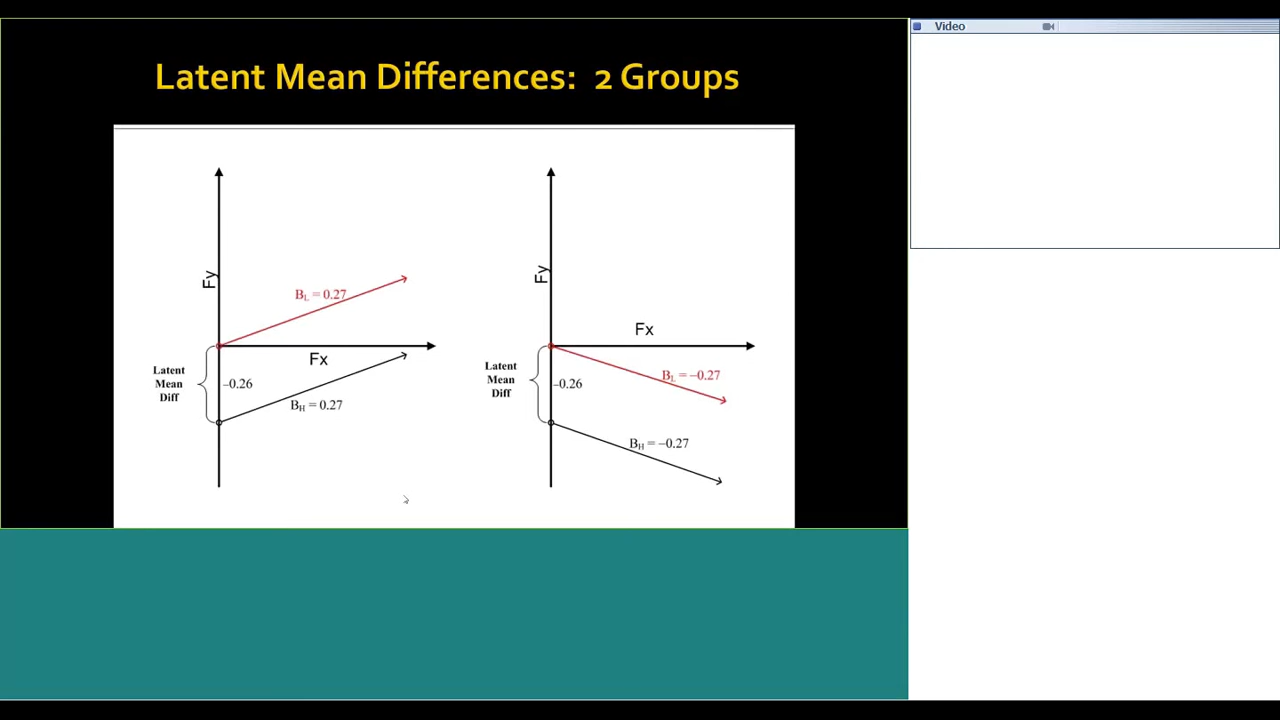 Video
Latent Mean Differences: 2 Groups
Fy
B_L = 0.27
Fx
Latent
Mean
Diff
–0.26
B_H = 0.27
Fy
Fx
Latent
Mean
Diff
–0.26
B_L = –0.27
B_H = –0.27